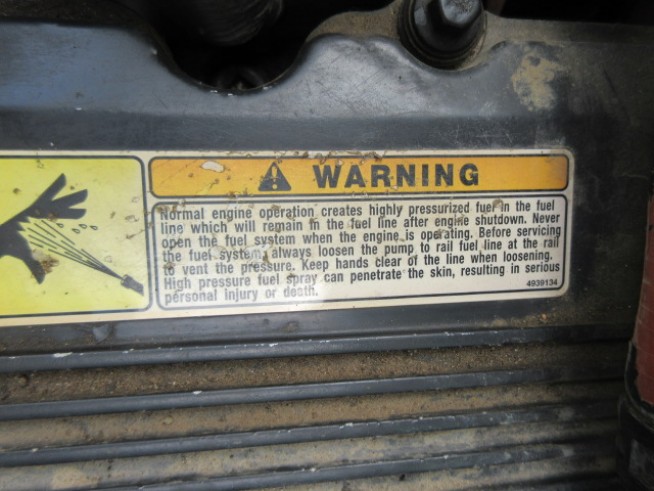 WARNING
Normal engine operation creates highly pressurized fuel in the fuel
line which will remain in the fuel line after engine shutdown. Never
open the fuel system when the engine is operating. Before servicing
the fuel system, always loosen the pump to rail fuel line at the rail
to vent the pressure. Keep hands clear of the line when loosening.
High pressure fuel spray can penetrate the skin, resulting in serious
personal injury or death.
4939134